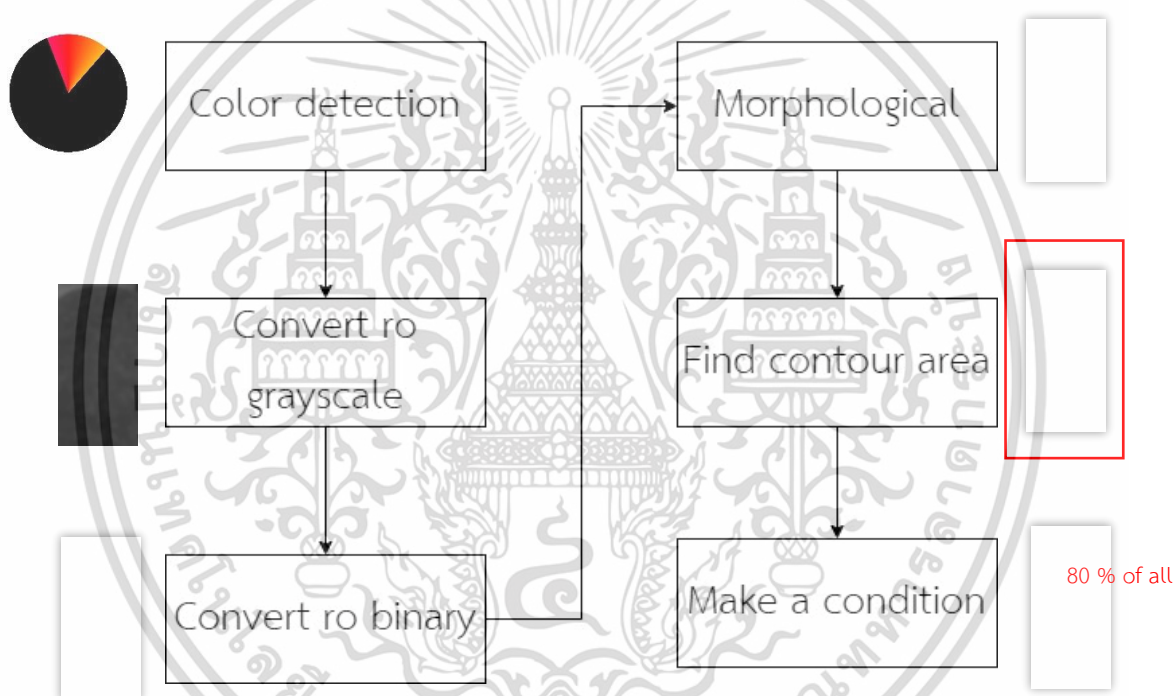 Color detection
Convert ro
grayscale
Convert ro binary
Morphological
Find contour area
Make a condition
80 % of all